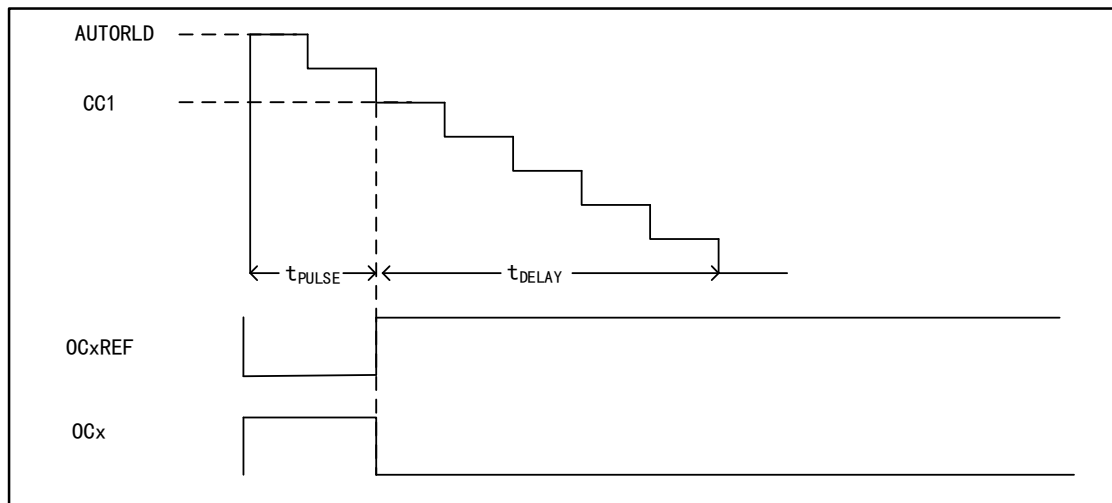 AUTORLD
CC1
tPULSE
tDELAY
OCxREF
OCx